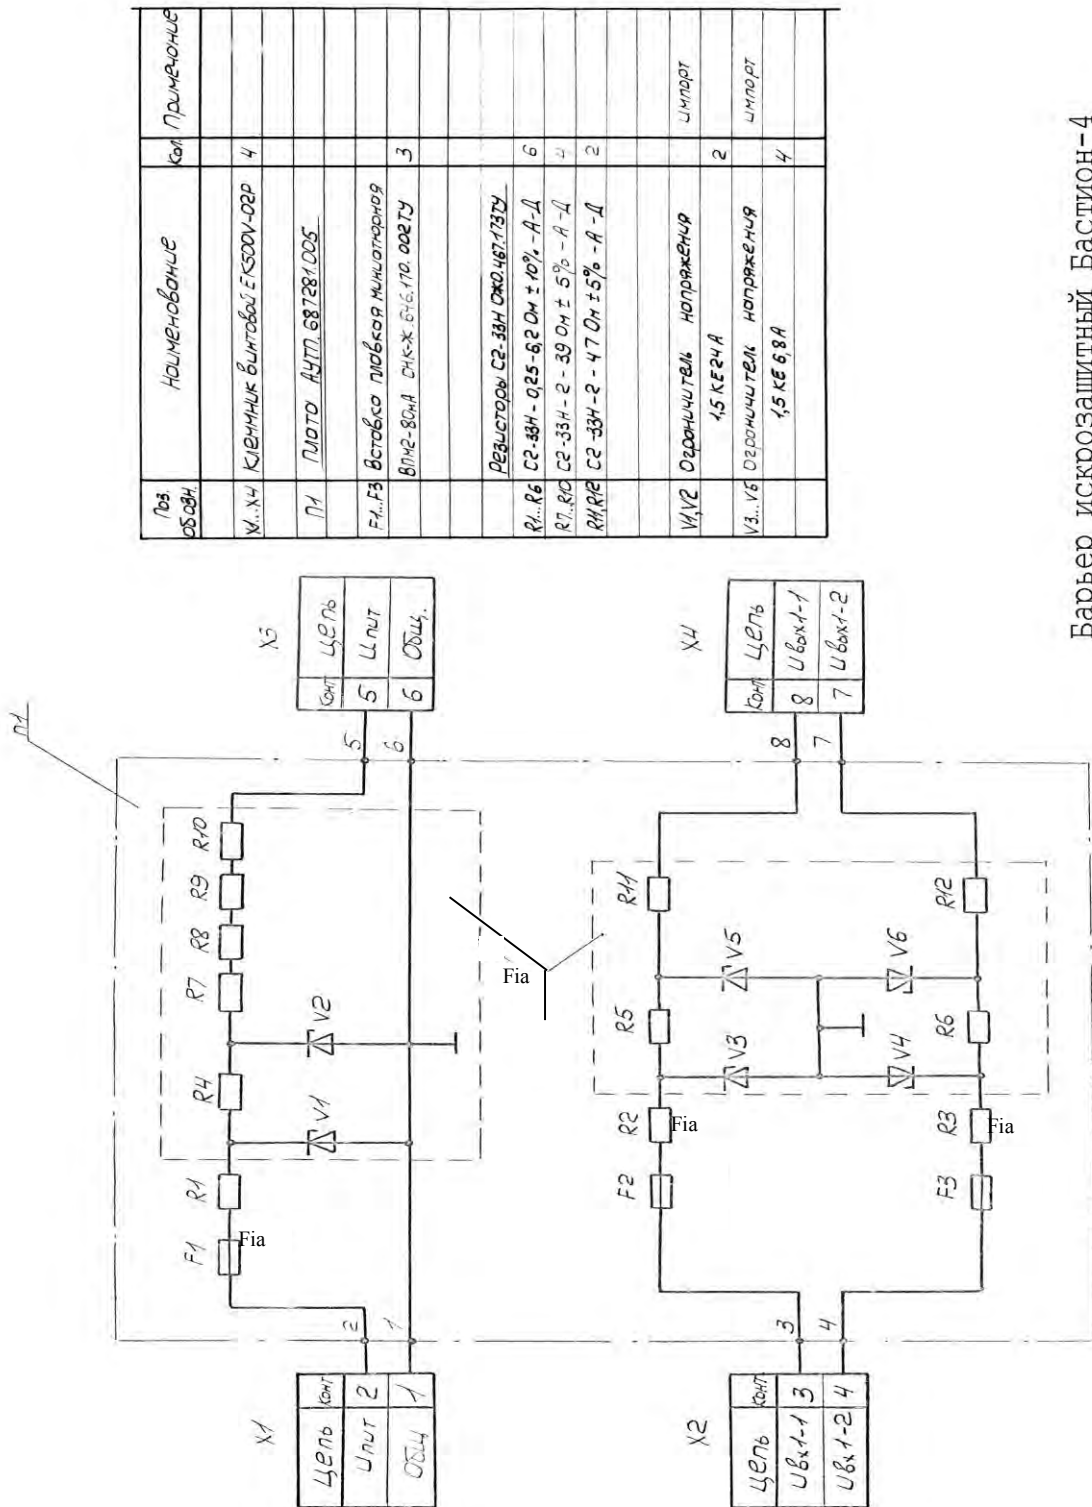 Поз. обозн. Наименование Кол. Примечание
X1...X4 Клеммник винтовой EK500V-02P 4
П1 Плата АУТП.687281.005
F1...F3 Вставка плавкая миниатюрная
ВПМ2-80мА СНК-Ж.646.170.002ТУ 3
Резисторы С2-33Н ОЖ0.467.173ТУ
R1...R6 С2-33Н-0,25-6,2 Ом ± 10% -А-Д 6
R7...R10 С2-33Н-2-39 Ом ± 5% -А-Д 4
R11,R12 С2-33Н-2-47 Ом ± 5% -А-Д 2
V1,V2 Ограничитель напряжения импорт
1,5 KE24A 2
V3...V6 Ограничитель напряжения импорт
1,5 KE 6,8A 4
П1
X1
Цепь Конт
Uпит 2
Общ 1
2
1
F1
Fia
R1
R4
R7
R8
R9
R10
V1
V2
5
6
X3
Конт Цепь
5 Uпит
6 Общ.
Fia
X2
Цепь Конт
Uвх1-1 3
Uвх1-2 4
3
4
F2
R2
Fia
R5
R11
V3
V5
V4
V6
F3
R3
Fia
R6
R12
8
7
X4
Конт Цепь
8 Uвых1-1
7 Uвых1-2
Барьер искрозащитный Бастион-4